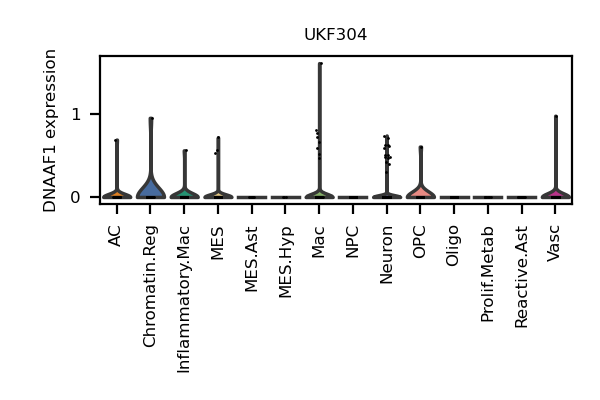 UKF304
DNAAF1 expression
1
0
AC
Chromatin.Reg
Inflammatory.Mac
MES
MES.Ast
MES.Hyp
Mac
NPC
Neuron
OPC
Oligo
Prolif.Metab
Reactive.Ast
Vasc